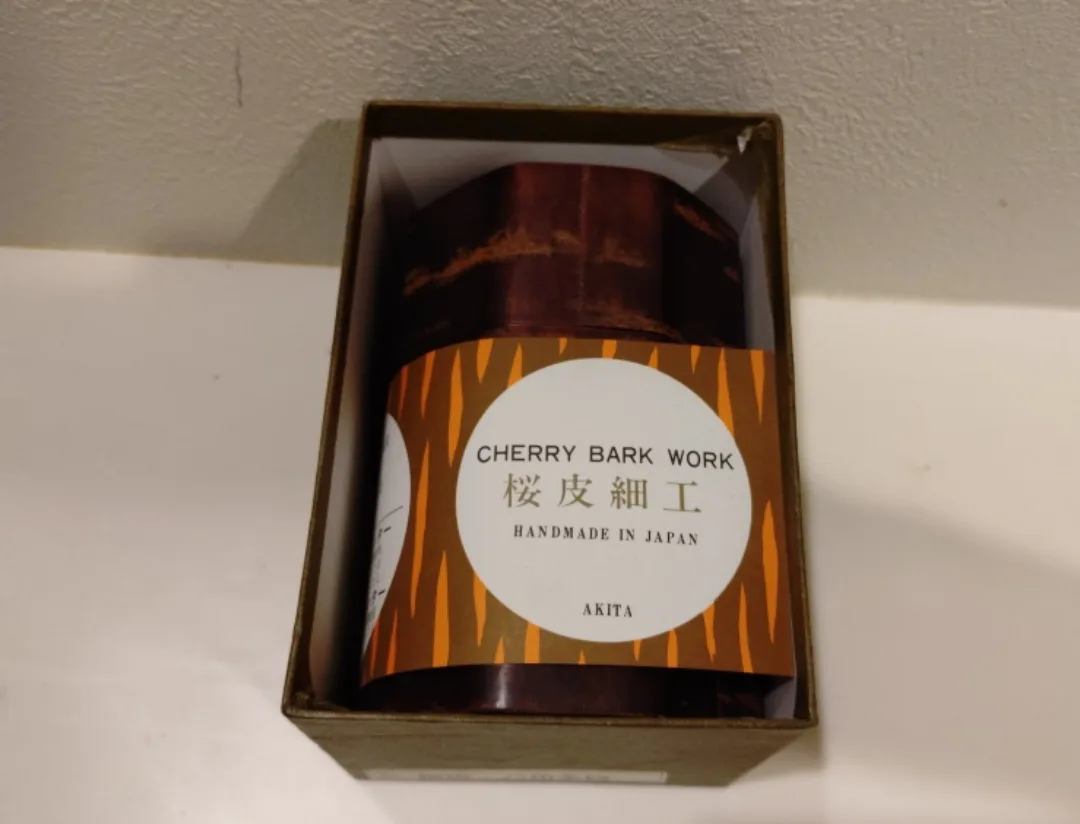 CHERRY BARK WORK
桜皮細工
HANDMADE IN JAPAN
AKITA